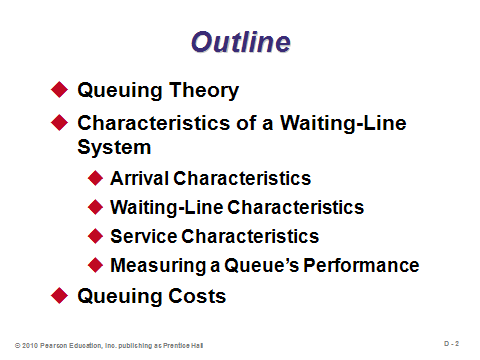 Outline
Queuing Theory
Characteristics of a Waiting-Line
System
Arrival Characteristics
Waiting-Line Characteristics
Service Characteristics
Measuring a Queue's Performance
Queuing Costs
© 2010 Pearson Education, Inc. publishing as Prentice Hall
D - 2